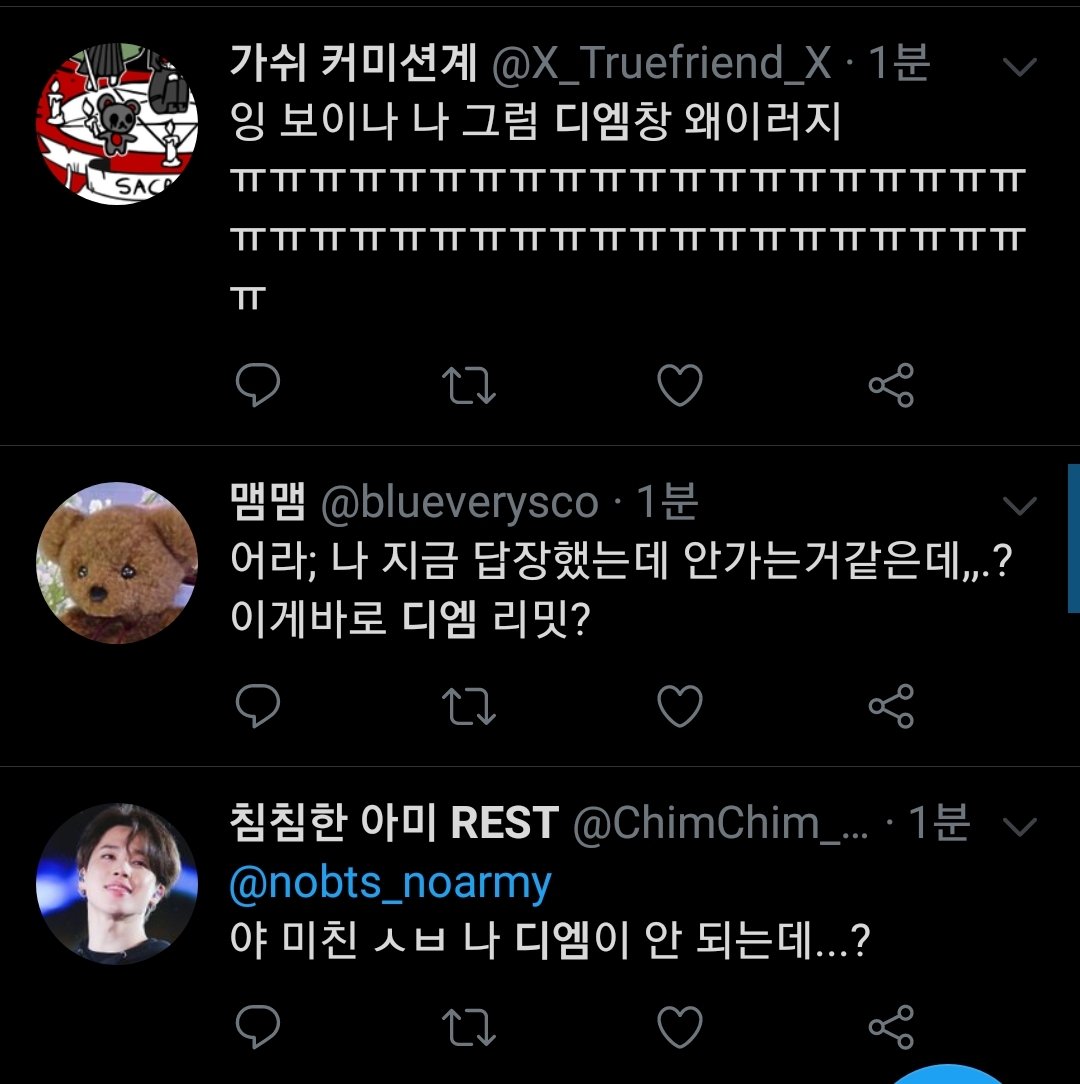 가쉬 커미션계 @X_Truefriend_X · 1분
잉 보이나 나 그럼 디엠창 왜이러지
ㅠㅠㅠㅠㅠㅠㅠㅠㅠㅠㅠㅠㅠㅠㅠㅠㅠㅠㅠㅠ
ㅠㅠㅠㅠㅠㅠㅠㅠㅠㅠㅠㅠㅠㅠㅠㅠㅠㅠㅠㅠ
ㅠ
SAC
맴맴 @blueverysco · 1분
어라; 나 지금 답장했는데 안가는거같은데,,.?
이게바로 디엠 리밋?
침침한 아미 REST @ChimChim_... · 1분
@nobts_noarmy
야 미친 ㅅㅂ 나 디엠이 안 되는데...?